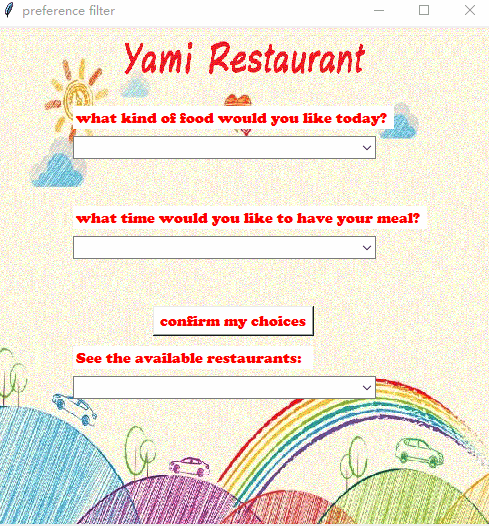 preference filter
Yami Restaurant
what kind of food would you like today?
what time would you like to have your meal?
confirm my choices
See the available restaurants: